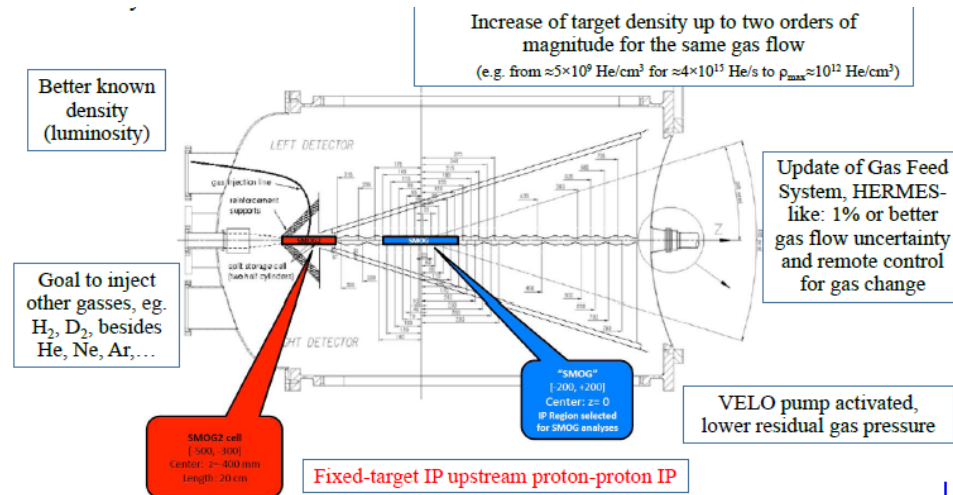 Increase of target density up to two orders of
magnitude for the same gas flow
(e.g. from ≈5×10⁹ He/cm³ for ≈4×10¹⁵ He/s to ρmax≈10¹² He/cm³)
Better known
density
(luminosity)
LEFT DETECTOR
gas injection line
reinforcement
supports
SMOG2
SMOG
Z
split storage cell
(two half cylinders)
Update of Gas Feed
System, HERMES-
like: 1% or better
gas flow uncertainty
and remote control
for gas change
Goal to inject
other gasses, eg.
H₂, D₂, besides
He, Ne, Ar,…
HT DETECTOR
"SMOG"
[-200, +200]
Center: z= 0
IP Region selected
for SMOG analyses
VELO pump activated,
lower residual gas pressure
SMOG2 cell
[-500, -300]
Center: z~-400 mm
Length: 20 cm
Fixed-target IP upstream proton-proton IP